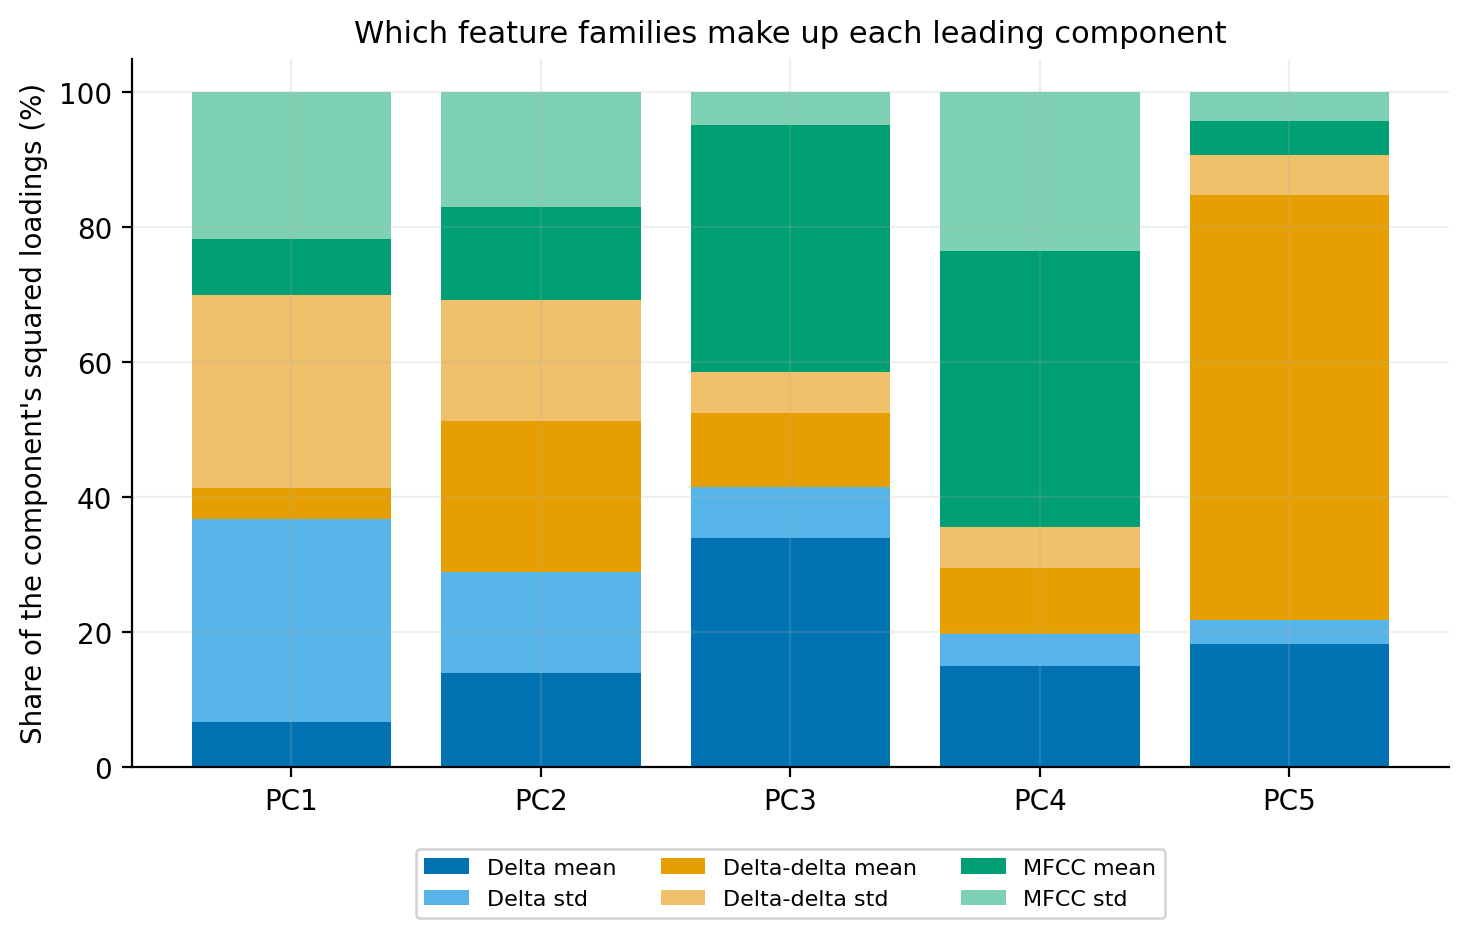 Which feature families make up each leading component
Share of the component's squared loadings (%)
100
80
60
40
20
0
PC1 PC2 PC3 PC4 PC5
Delta mean Delta-delta mean MFCC mean
Delta std Delta-delta std MFCC std